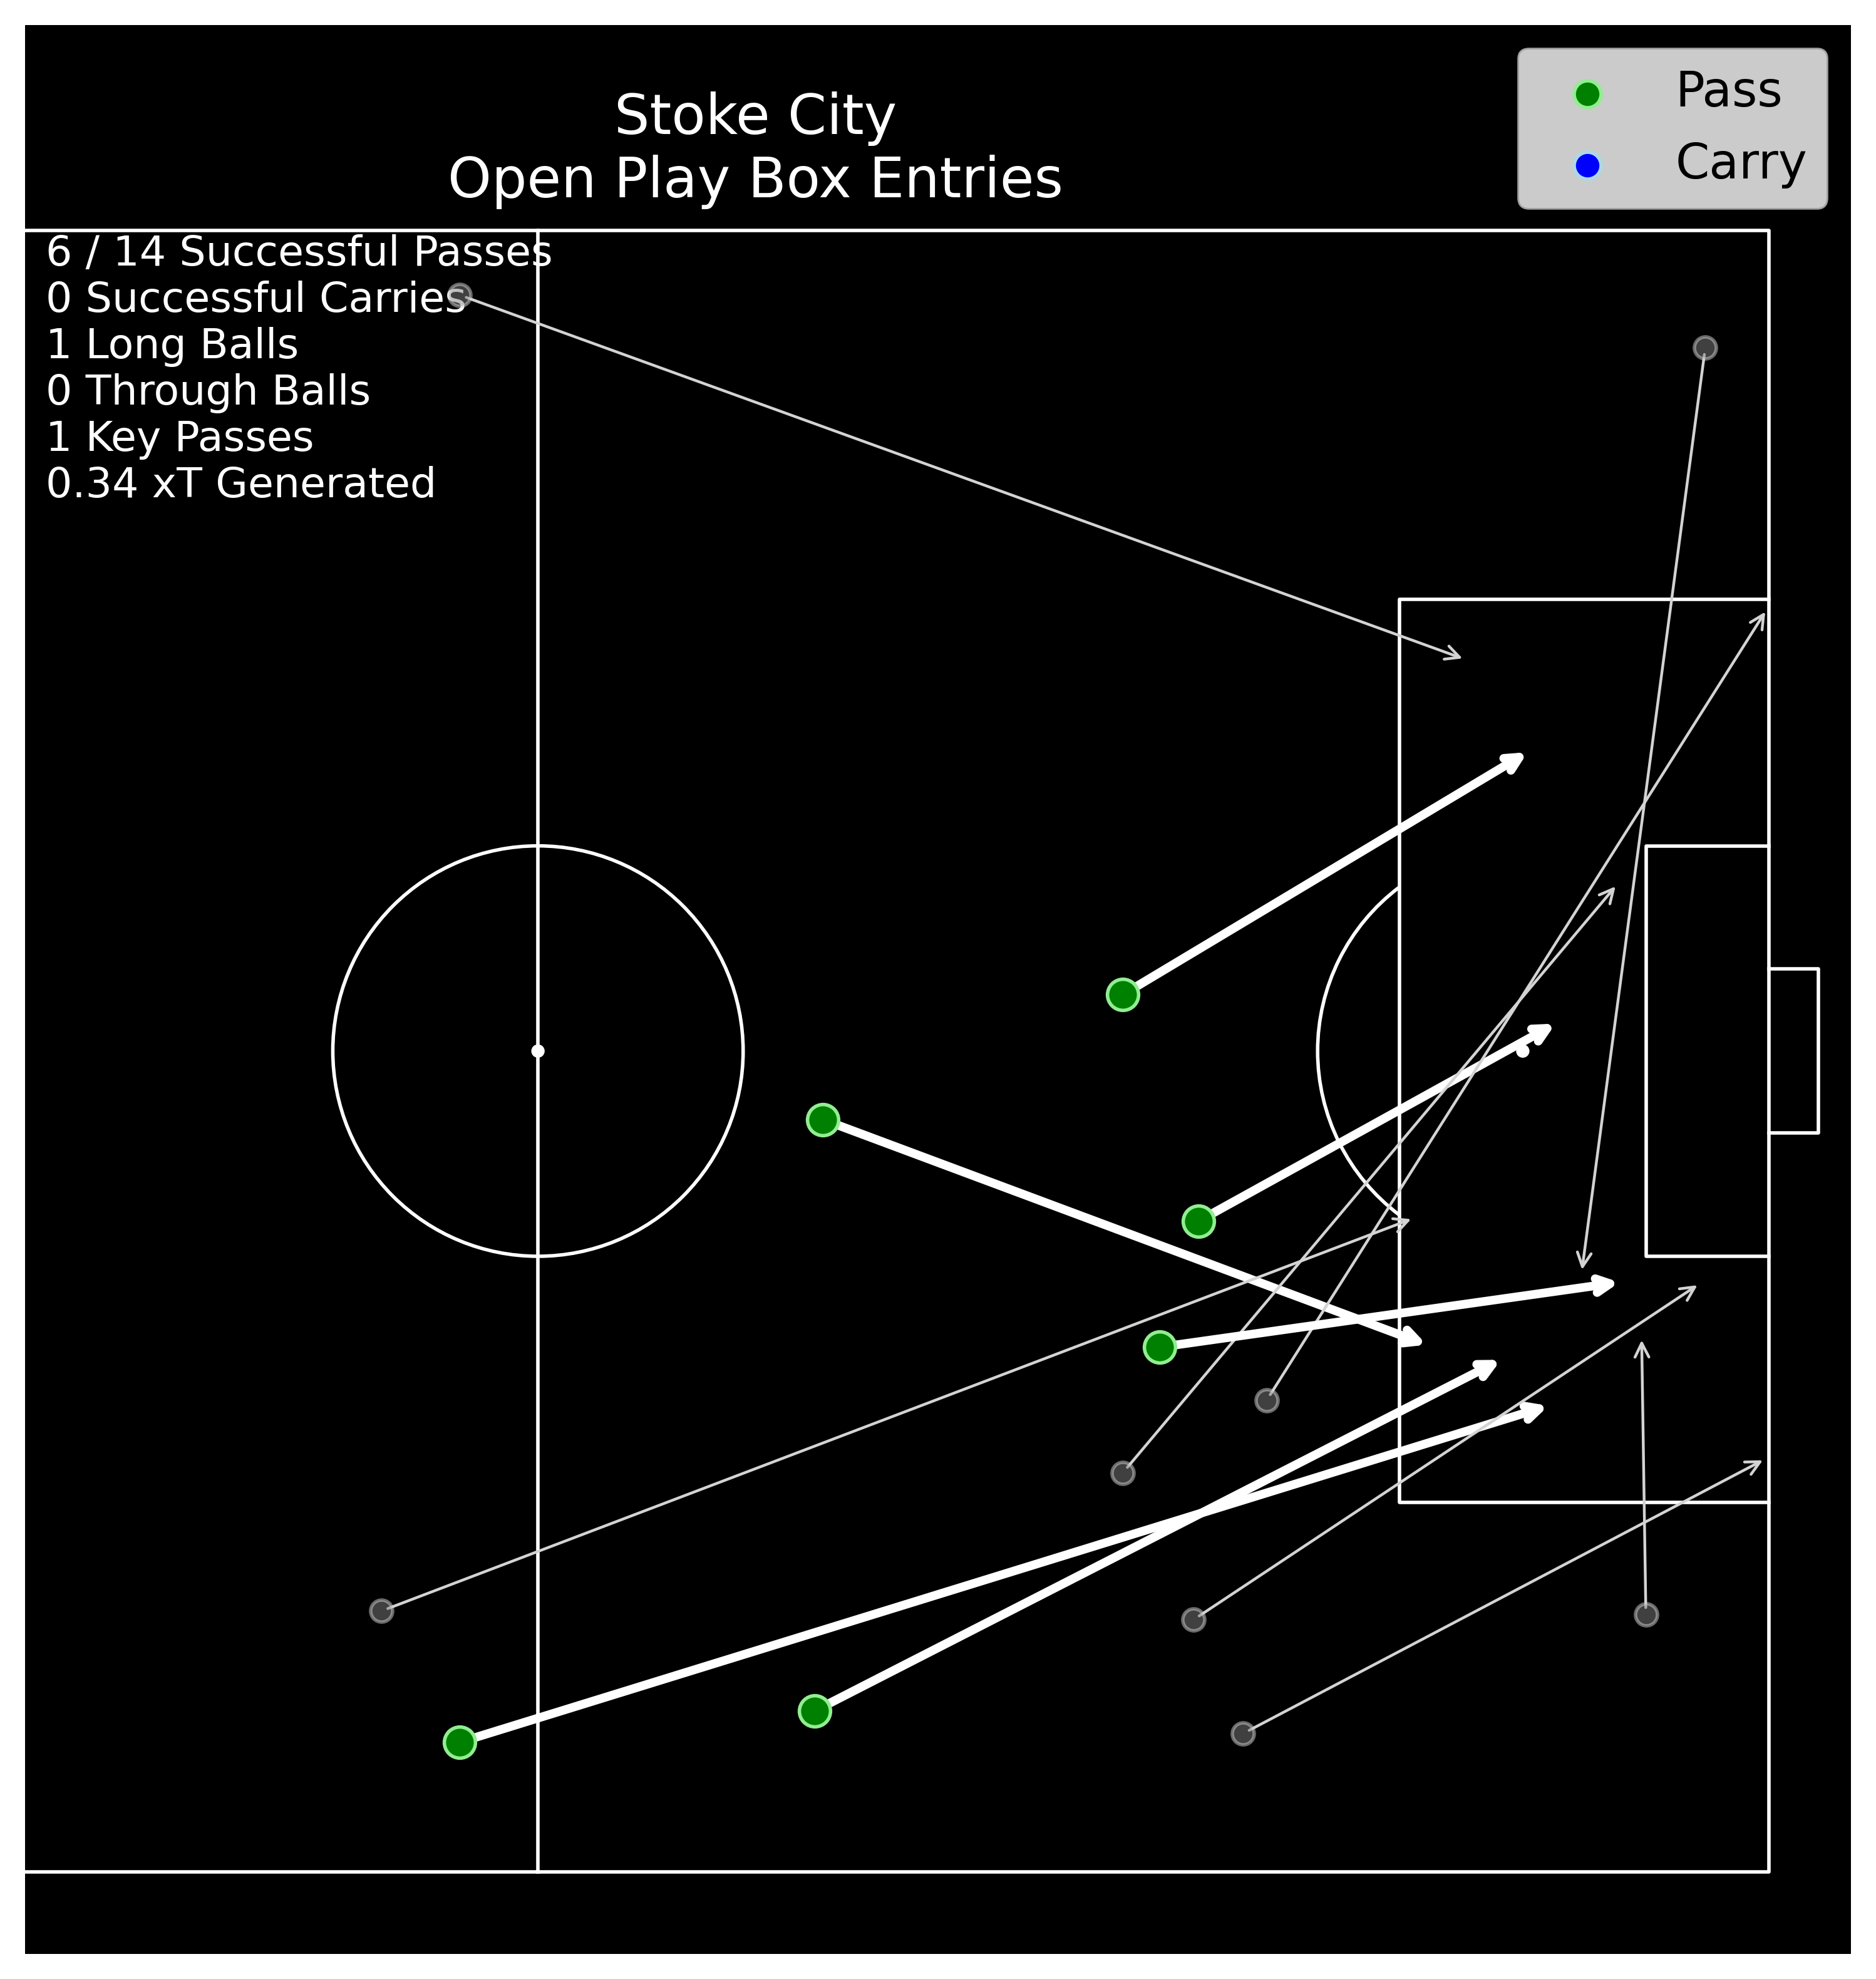 Stoke City
Open Play Box Entries
Pass
Carry
6 / 14 Successful Passes
0 Successful Carries
1 Long Balls
0 Through Balls
1 Key Passes
0.34 xT Generated